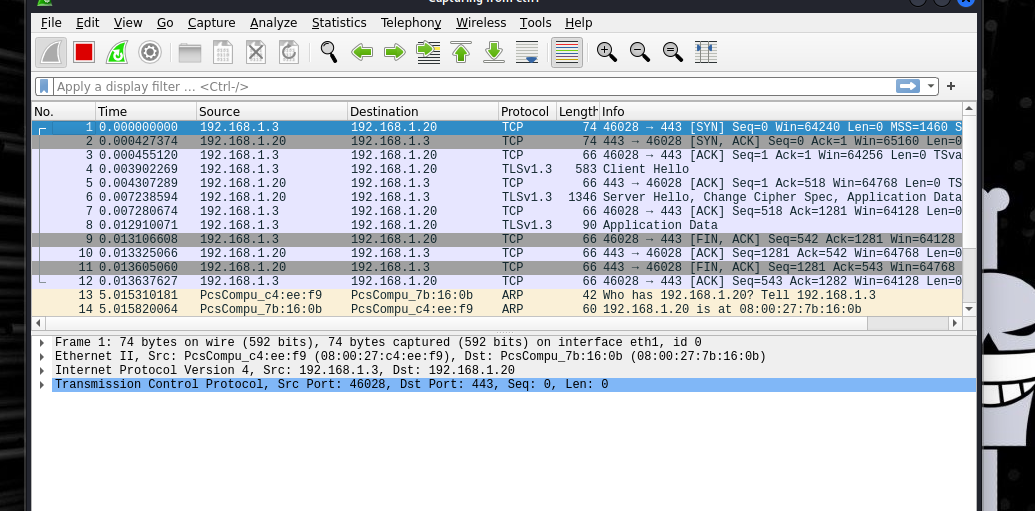 Capturing from eth1
File Edit View Go Capture Analyze Statistics Telephony Wireless Tools Help
Apply a display filter ... <Ctrl-/>
No. Time Source Destination Protocol Length Info
1 0.000000000 192.168.1.3 192.168.1.20 TCP 74 46028 → 443 [SYN] Seq=0 Win=64240 Len=0 MSS=1460 S
2 0.000427374 192.168.1.20 192.168.1.3 TCP 74 443 → 46028 [SYN, ACK] Seq=0 Ack=1 Win=65160 Len=0
3 0.000455120 192.168.1.3 192.168.1.20 TCP 66 46028 → 443 [ACK] Seq=1 Ack=1 Win=64256 Len=0 TSva
4 0.003902269 192.168.1.3 192.168.1.20 TLSv1.3 583 Client Hello
5 0.004307289 192.168.1.20 192.168.1.3 TCP 66 443 → 46028 [ACK] Seq=1 Ack=518 Win=64768 Len=0 TS
6 0.007238594 192.168.1.20 192.168.1.3 TLSv1.3 1346 Server Hello, Change Cipher Spec, Application Data
7 0.007280674 192.168.1.3 192.168.1.20 TCP 66 46028 → 443 [ACK] Seq=518 Ack=1281 Win=64128 Len=0
8 0.012910071 192.168.1.3 192.168.1.20 TLSv1.3 90 Application Data
9 0.013106608 192.168.1.3 192.168.1.20 TCP 66 46028 → 443 [FIN, ACK] Seq=542 Ack=1281 Win=64128
10 0.013325066 192.168.1.20 192.168.1.3 TCP 66 443 → 46028 [ACK] Seq=1281 Ack=542 Win=64768 Len=0
11 0.013605060 192.168.1.20 192.168.1.3 TCP 66 443 → 46028 [FIN, ACK] Seq=1281 Ack=543 Win=64768
12 0.013637627 192.168.1.3 192.168.1.20 TCP 66 46028 → 443 [ACK] Seq=543 Ack=1282 Win=64128 Len=0
13 5.015310181 PcsCompu_c4:ee:f9 PcsCompu_7b:16:0b ARP 42 Who has 192.168.1.20? Tell 192.168.1.3
14 5.015820064 PcsCompu_7b:16:0b PcsCompu_c4:ee:f9 ARP 60 192.168.1.20 is at 08:00:27:7b:16:0b
Frame 1: 74 bytes on wire (592 bits), 74 bytes captured (592 bits) on interface eth1, id 0
Ethernet II, Src: PcsCompu_c4:ee:f9 (08:00:27:c4:ee:f9), Dst: PcsCompu_7b:16:0b (08:00:27:7b:16:0b)
Internet Protocol Version 4, Src: 192.168.1.3, Dst: 192.168.1.20
Transmission Control Protocol, Src Port: 46028, Dst Port: 443, Seq: 0, Len: 0